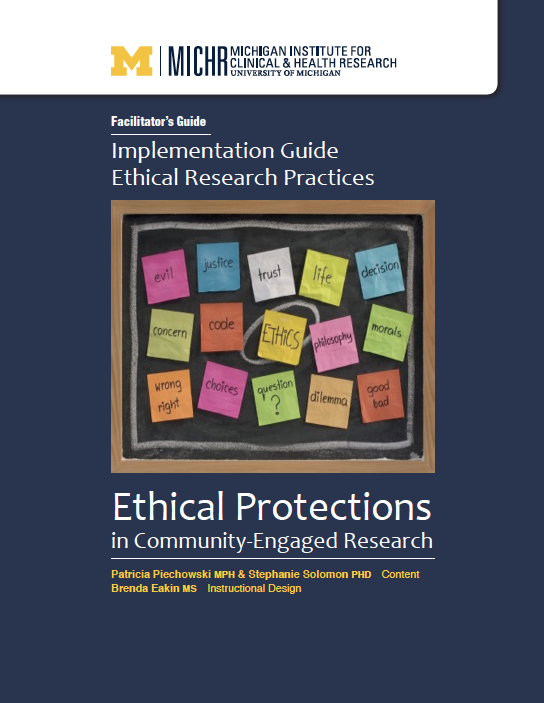 M
MICHR
MICHIGAN INSTITUTE FOR
CLINICAL & HEALTH RESEARCH
UNIVERSITY OF MICHIGAN
Facilitator's Guide
Implementation Guide
Ethical Research Practices
evil
justice
trust
life
decision
concern
code
ETHICS
philosophy
morals
wrong
right
choices
question
?
dilemma
good
bad
Ethical Protections
in Community-Engaged Research
Patricia Piechowski MPH & Stephanie Solomon PHD Content
Brenda Eakin MS Instructional Design